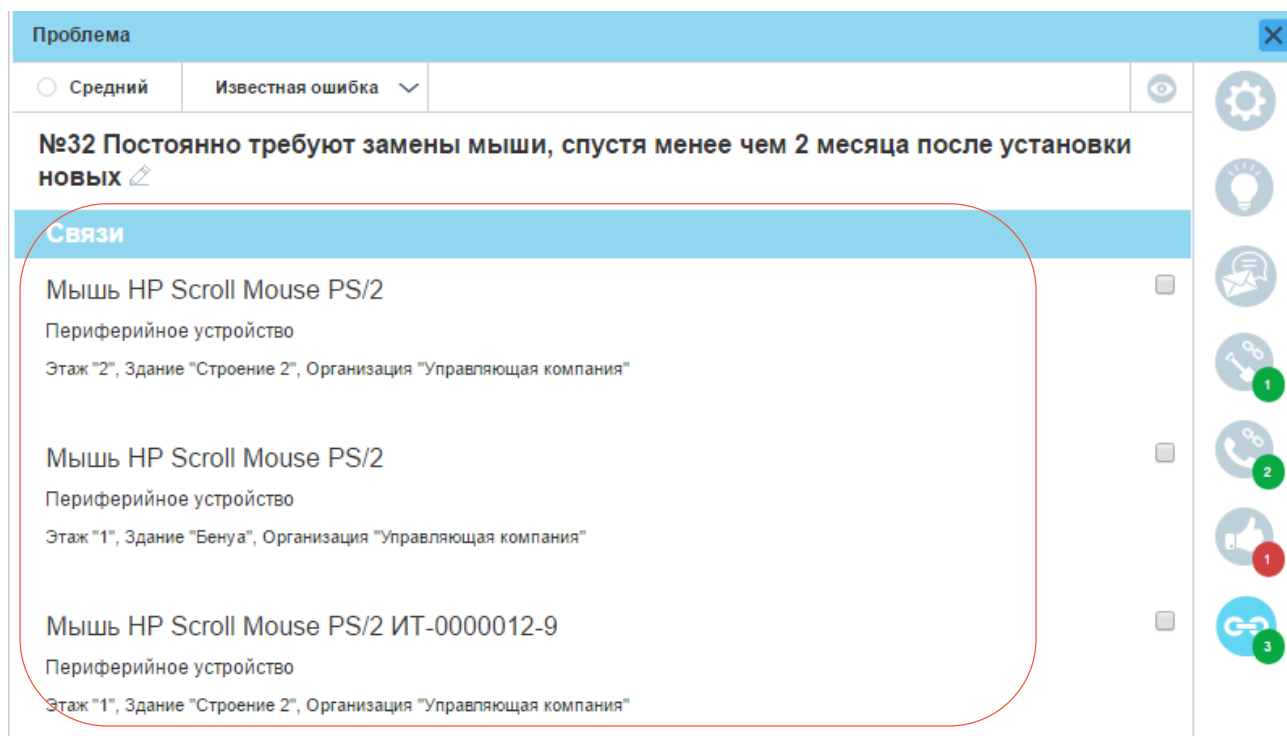 Проблема
Средний
Известная ошибка
№32 Постоянно требуют замены мыши, спустя менее чем 2 месяца после установки
новых
Связи
Мышь HP Scroll Mouse PS/2
Периферийное устройство
Этаж "2", Здание "Строение 2", Организация "Управляющая компания"
Мышь HP Scroll Mouse PS/2
Периферийное устройство
Этаж "1", Здание "Бенуа", Организация "Управляющая компания"
Мышь HP Scroll Mouse PS/2 ИТ-0000012-9
Периферийное устройство
Этаж "1", Здание "Строение 2", Организация "Управляющая компания"
1
2
1
3